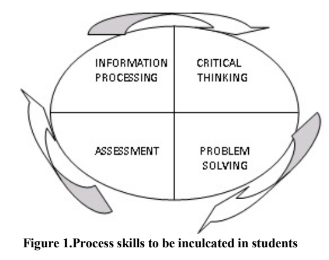 INFORMATION
PROCESSING
CRITICAL
THINKING
ASSESSMENT
PROBLEM
SOLVING
Figure 1.Process skills to be inculcated in students